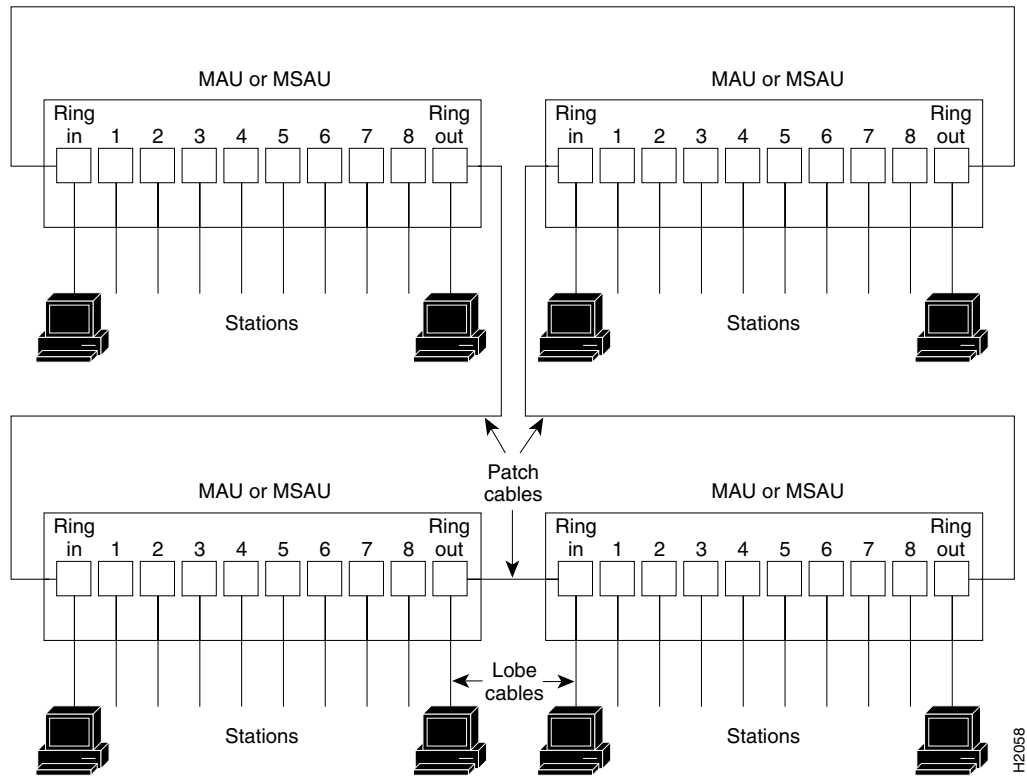 MAU or MSAU
Ring in 1 2 3 4 5 6 7 8 Ring out
Stations
MAU or MSAU
Ring in 1 2 3 4 5 6 7 8 Ring out
Stations
Patch
cables
MAU or MSAU
Ring in 1 2 3 4 5 6 7 8 Ring out
Stations
MAU or MSAU
Ring in 1 2 3 4 5 6 7 8 Ring out
Stations
Lobe
cables
H2058